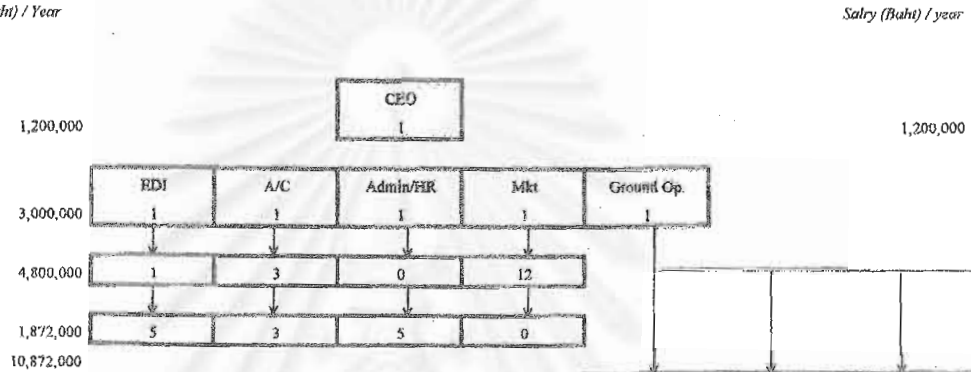 ht) / Year
Salry (Baht) / year
CEO
1
1,200,000
1,200,000
EDI
A/C
Admin/HR
Mkt
Ground Op.
3,000,000
1
1
1
1
1
4,800,000
1
3
0
12
1,872,000
5
3
5
0
10,872,000